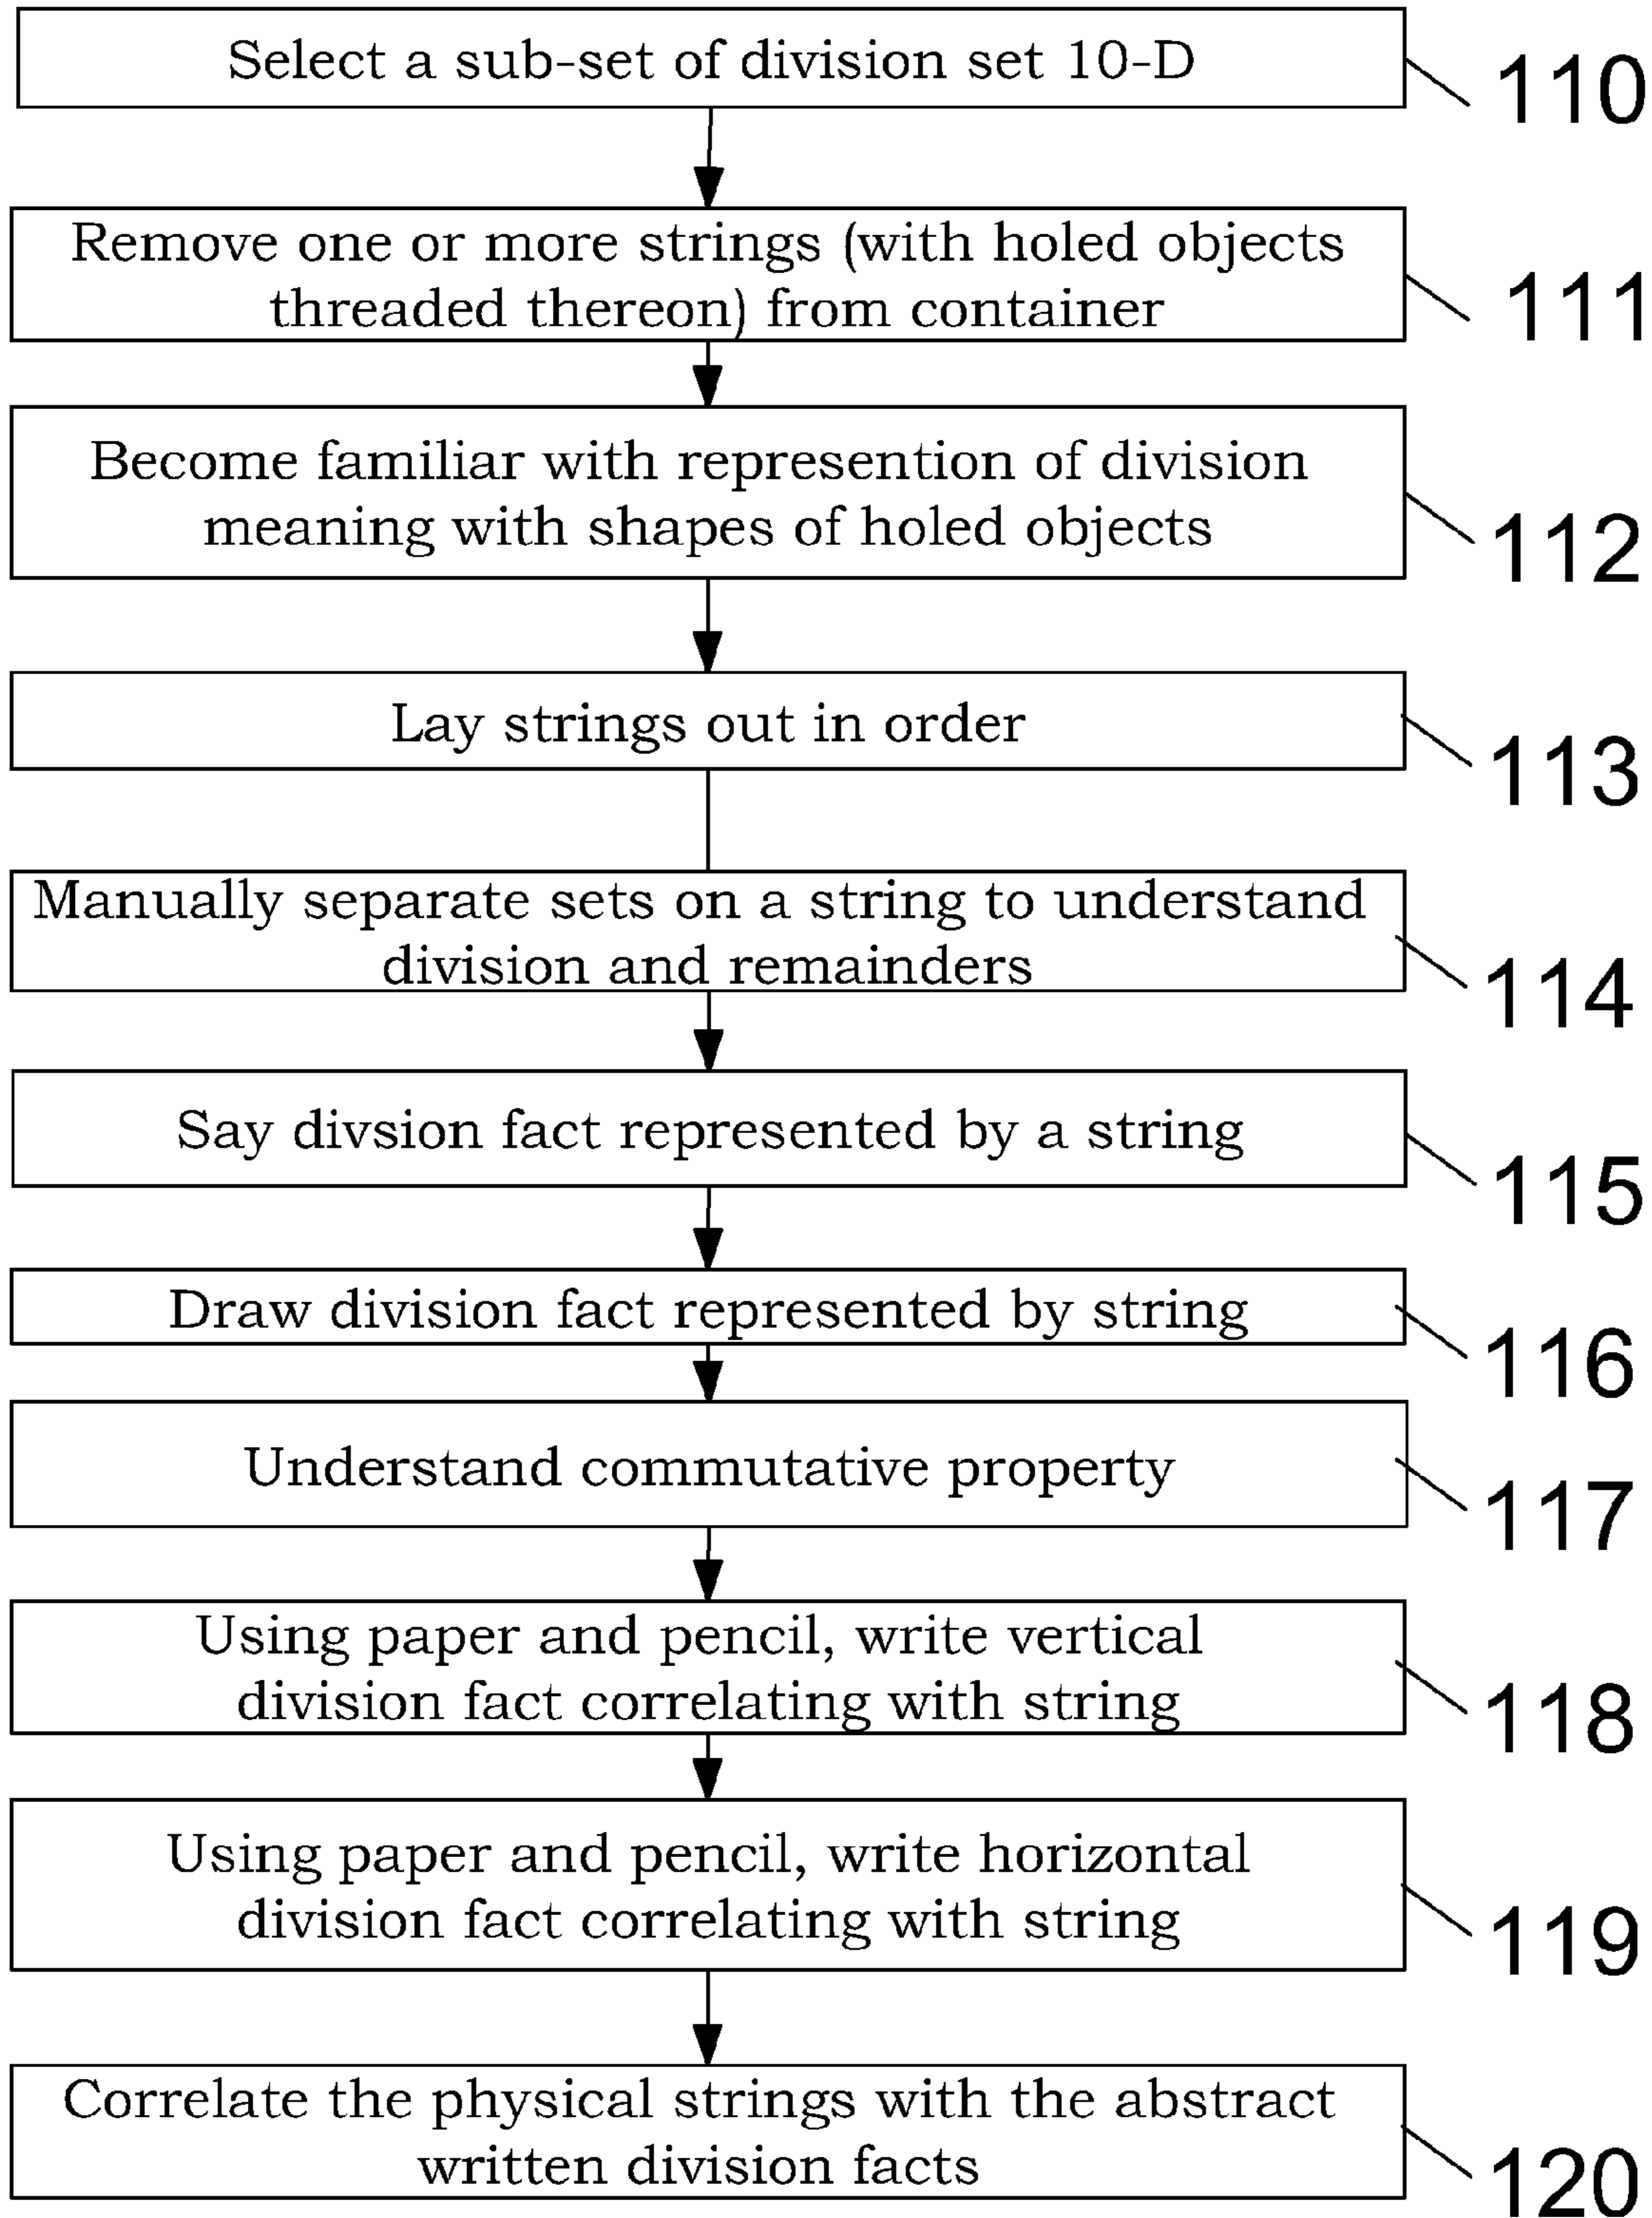 Select a sub-set of division set 10-D
110
Remove one or more strings (with holed objects
threaded thereon) from container
111
Become familiar with represention of division
meaning with shapes of holed objects
112
Lay strings out in order
113
Manually separate sets on a string to understand
division and remainders
114
Say divsion fact represented by a string
115
Draw division fact represented by string
116
Understand commutative property
117
Using paper and pencil, write vertical
division fact correlating with string
118
Using paper and pencil, write horizontal
division fact correlating with string
119
Correlate the physical strings with the abstract
written division facts
120